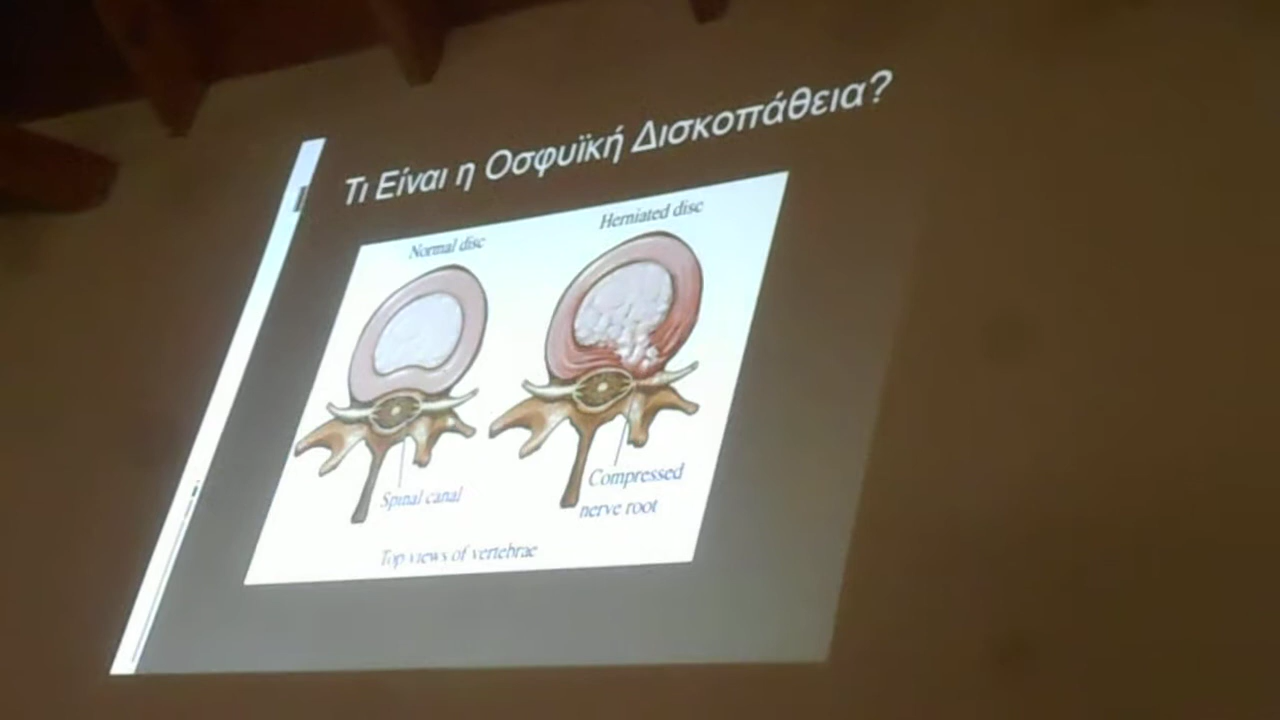 Τι Είναι η Οσφυϊκή Δισκοπάθεια?
Normal disc
Herniated disc
Spinal canal
Compressed
nerve root
Top views of vertebrae